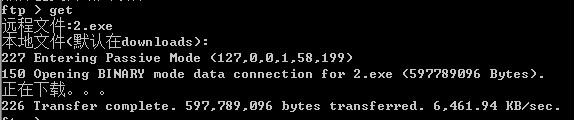 ftp > get
远程文件:2.exe
本地文件(默认在downloads):
227 Entering Passive Mode (127,0,0,1,58,199)
150 Opening BINARY mode data connection for 2.exe (597789096 Bytes).
正在下载。。。
226 Transfer complete. 597,789,096 bytes transferred. 6,461.94 KB/sec.
ftp >